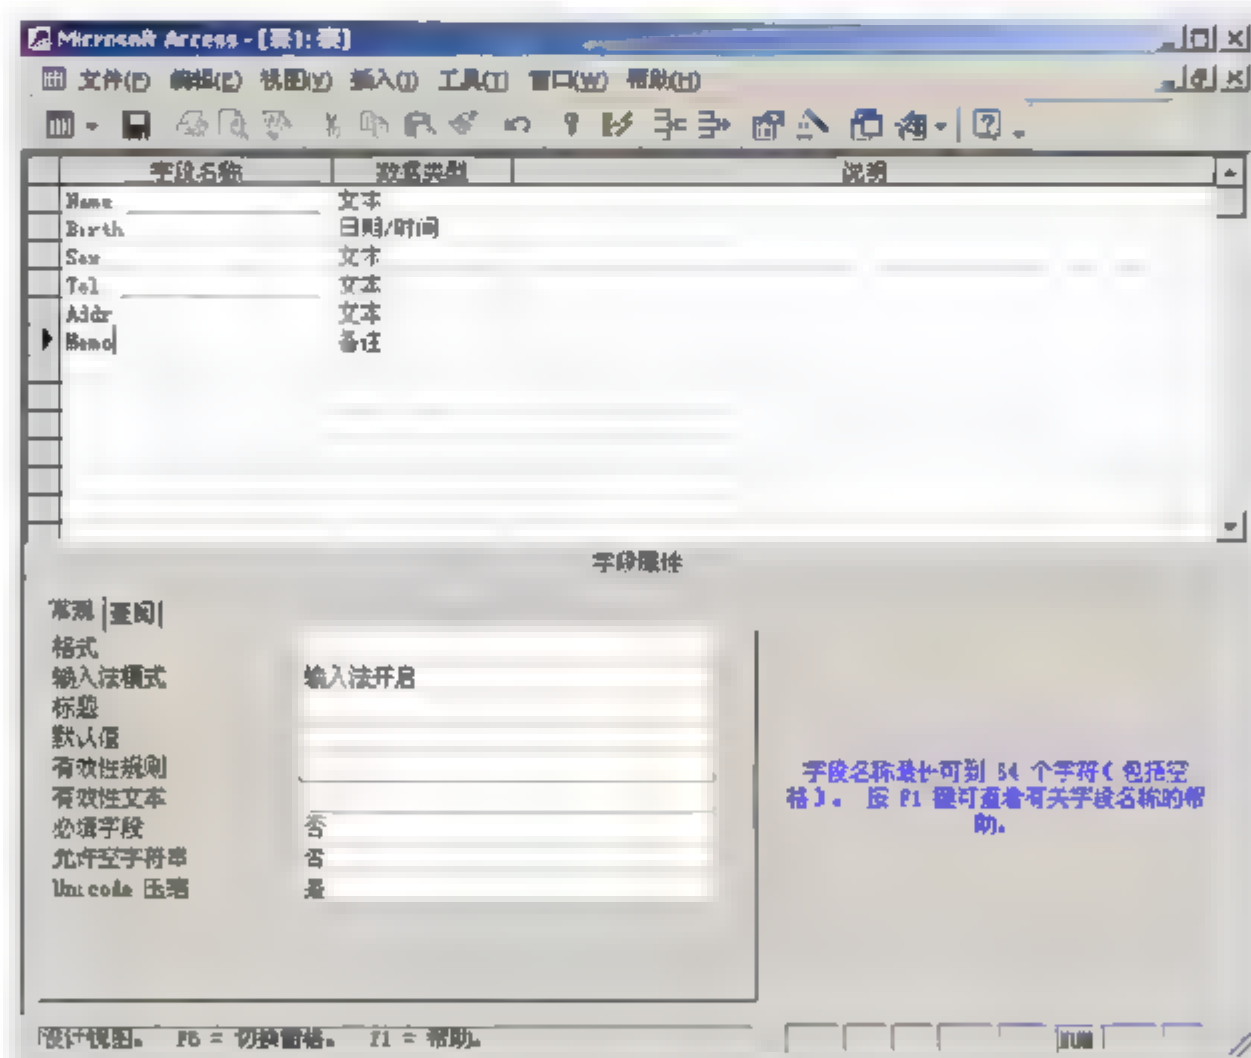 Microsoft Access - [表1: 表]
文件(F) 编辑(E) 视图(V) 插入(I) 工具(T) 窗口(W) 帮助(H)
字段名称 数据类型 说明
Name 文本
Birth 日期/时间
Sex 文本
Tel 文本
Addr 文本
Memo 备注
字段属性
常规 查阅
格式
输入法模式 输入法开启
标题
默认值
有效性规则
有效性文本
必填字段 否
允许空字符串 否
Unicode 压缩 是
字段名称最长可到 64 个字符(包括空
格)。 按 F1 键可查看有关字段名称的帮
助。
设计视图。 F6 = 切换窗格。 F1 = 帮助。
NUM